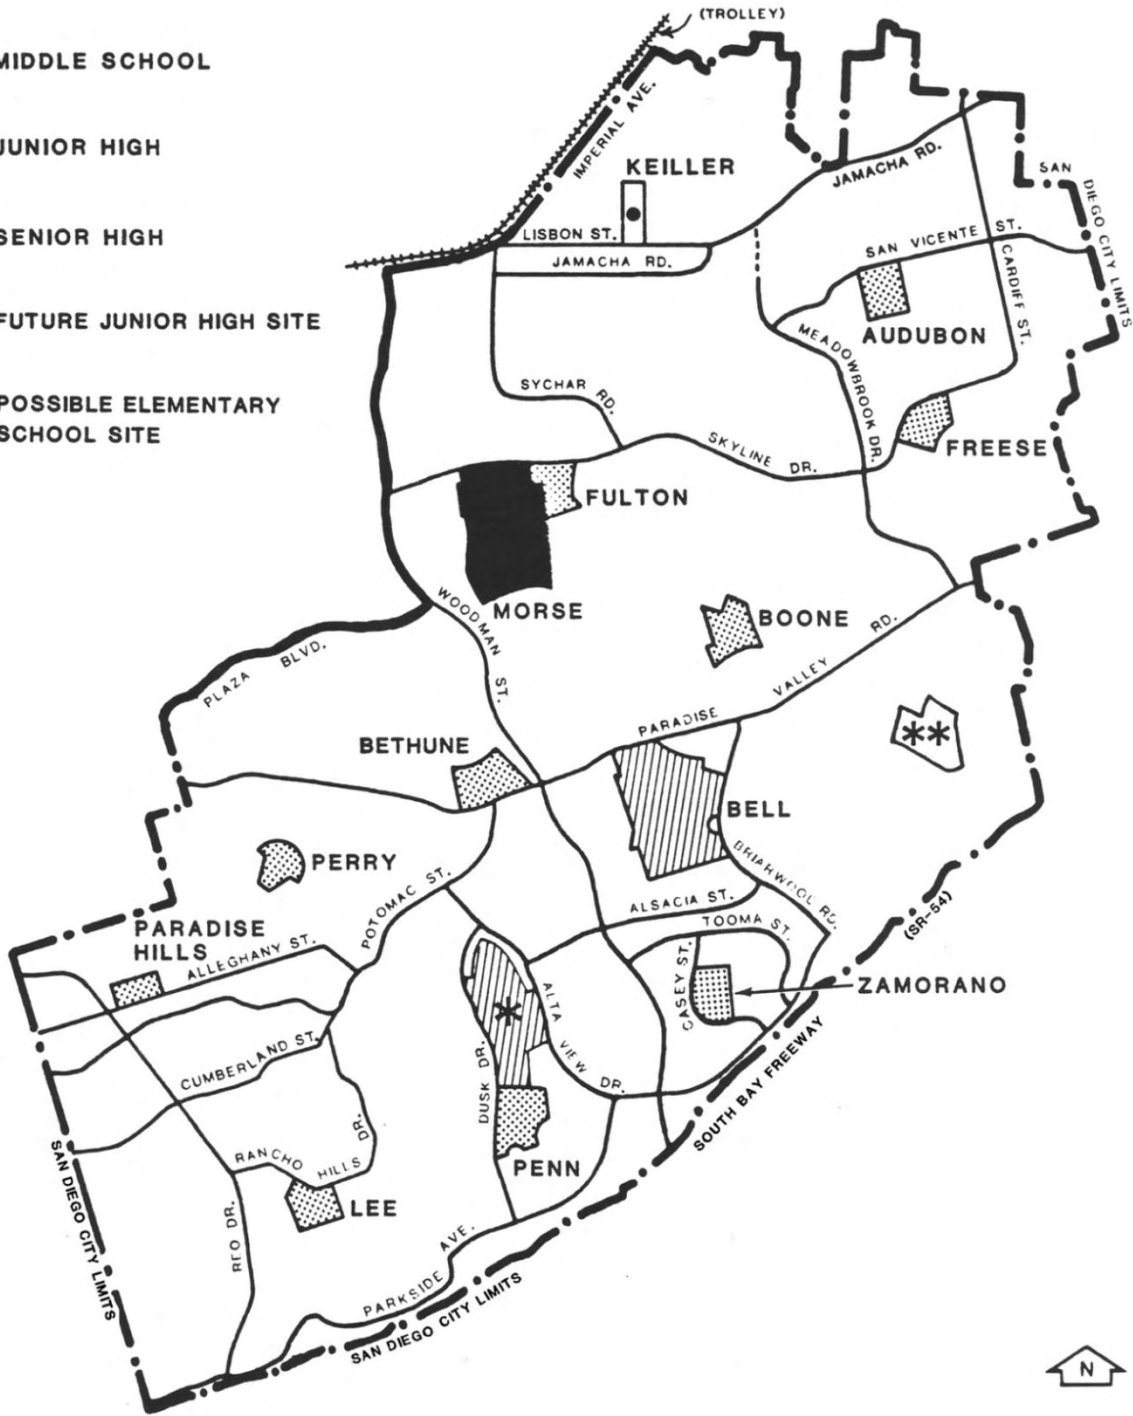 MIDDLE SCHOOL
JUNIOR HIGH
SENIOR HIGH
FUTURE JUNIOR HIGH SITE
POSSIBLE ELEMENTARY
SCHOOL SITE
(TROLLEY)
IMPERIAL AVE.
KEILLER
JAMACHA RD.
SAN
DIEGO CITY LIMITS
LISBON ST.
JAMACHA RD.
SAN VICENTE ST.
CARDIFF ST.
AUDUBON
MEADOWBROOK DR.
SYCHAR RD.
SKYLINE DR.
FREESE
FULTON
MORSE
WOODMAN ST.
BOONE
PLAZA BLVD.
PARADISE VALLEY RD.
**
BETHUNE
BELL
BRIARWOOD RD.
PERRY
POTOMAC ST.
ALSACIA ST.
TOOMA ST.
(SR-54)
PARADISE
HILLS
ALLEGHANY ST.
CASEY ST.
ZAMORANO
*
ALTA VIEW DR.
DUSK DR.
CUMBERLAND ST.
SOUTH BAY FREEWAY
RANCHO HILLS DR.
PENN
LEE
REO DR.
SAN DIEGO CITY LIMITS
PARKSIDE AVE.
SAN DIEGO CITY LIMITS
N